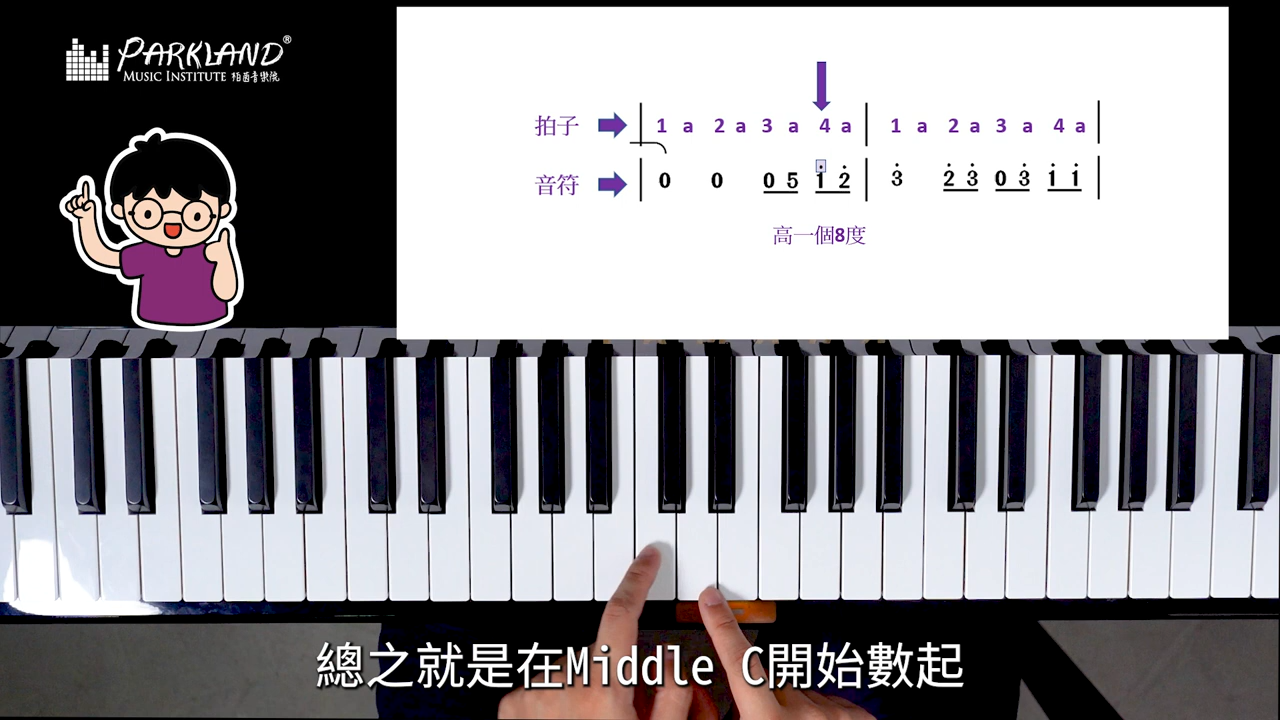 PARKLAND®
MUSIC INSTITUTE 柏斯音樂院
拍子 1 a 2 a 3 a 4 a 1 a 2 a 3 a 4 a
音符 0 0 0 5 1̇ 2̇ 3̇ 2̇ 3̇ 0 3̇ 1̇ 1̇
高一個8度
總之就是在Middle C開始數起